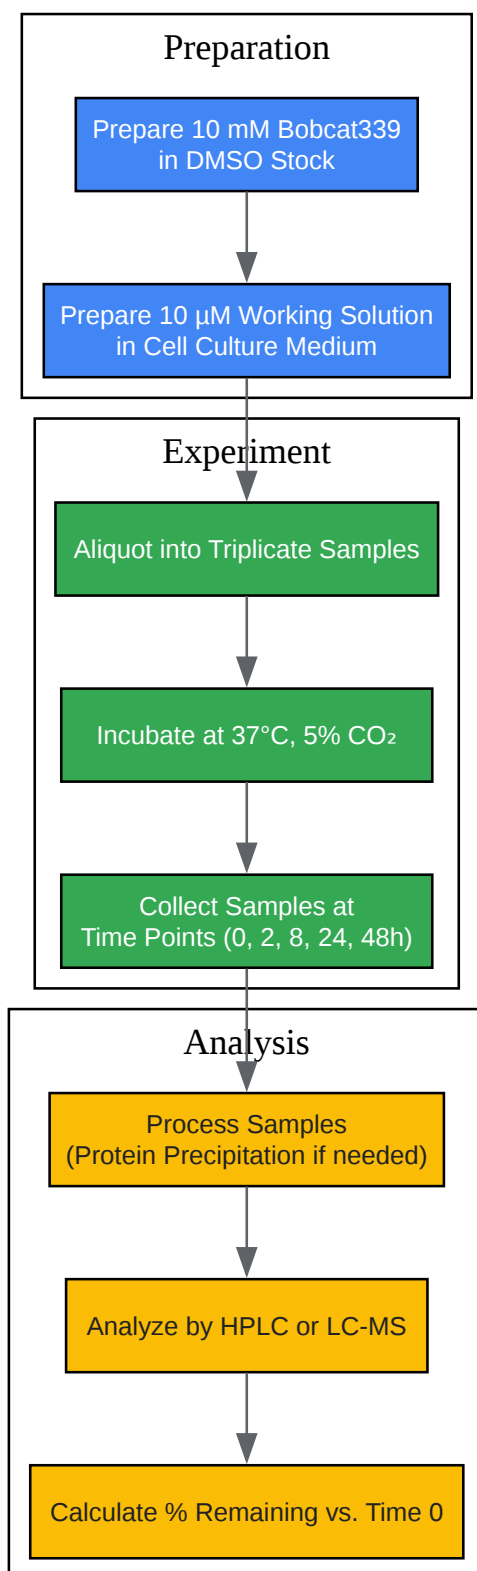 Preparation
Prepare 10 mM Bobcat339
in DMSO Stock
Prepare 10 µM Working Solution
in Cell Culture Medium
Experiment
Aliquot into Triplicate Samples
Incubate at 37°C, 5% CO₂
Collect Samples at
Time Points (0, 2, 8, 24, 48h)
Analysis
Process Samples
(Protein Precipitation if needed)
Analyze by HPLC or LC-MS
Calculate % Remaining vs. Time 0